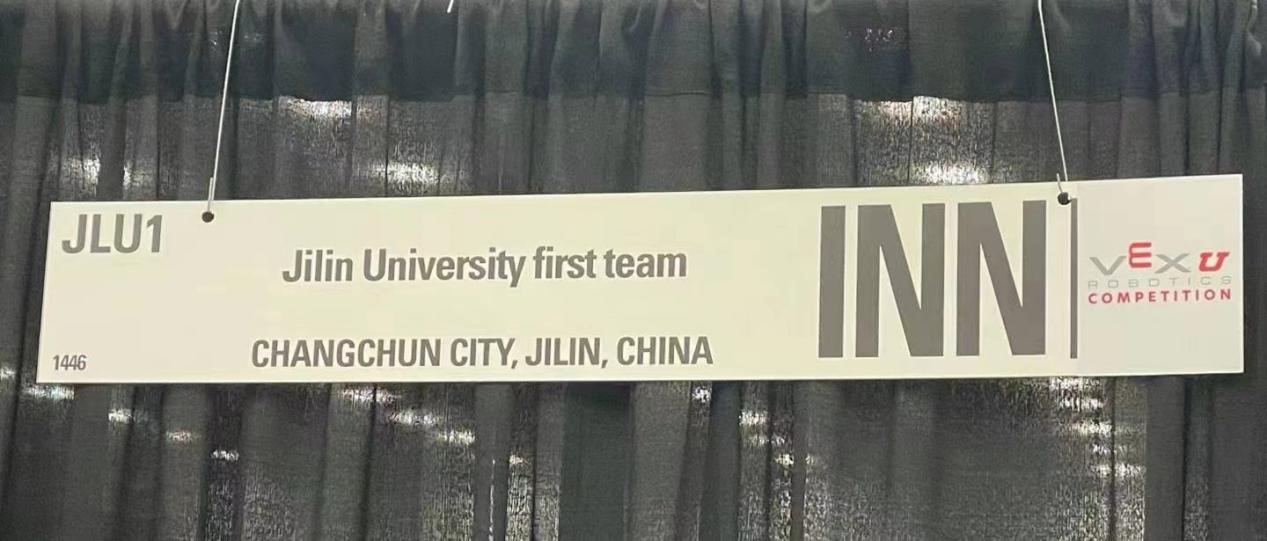 JLU1
Jilin University first team
CHANGCHUN CITY, JILIN, CHINA
1446
INN
VEX U
ROBOTICS
COMPETITION